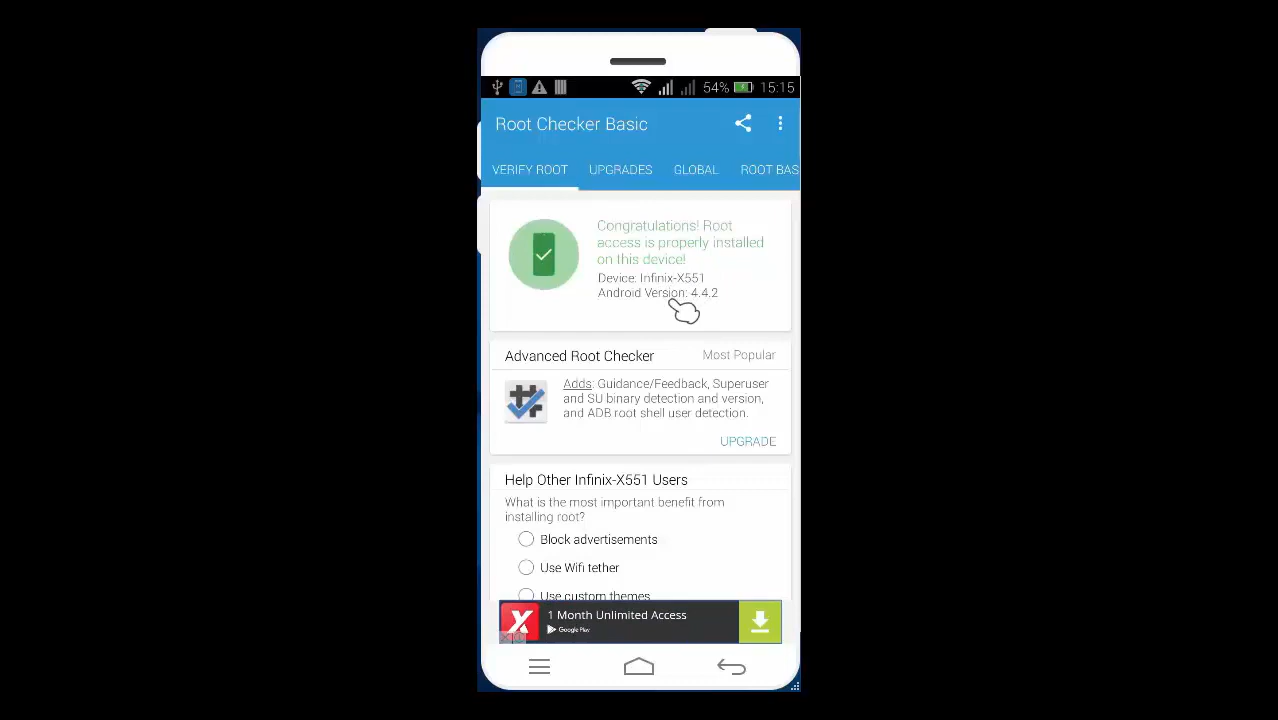 54% 15:15
Root Checker Basic
VERIFY ROOT UPGRADES GLOBAL ROOT BAS
Congratulations! Root
access is properly installed
on this device!
Device: Infinix-X551
Android Version: 4.4.2
Advanced Root Checker Most Popular
Adds: Guidance/Feedback, Superuser
and SU binary detection and version,
and ADB root shell user detection.
UPGRADE
Help Other Infinix-X551 Users
What is the most important benefit from
installing root?
Block advertisements
Use Wifi tether
Use custom themes
X 1 Month Unlimited Access
Google Play